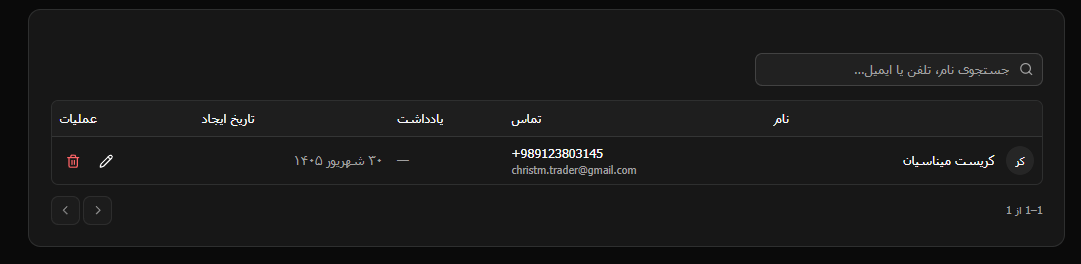 جستجوی نام، تلفن یا ایمیل...
نام تماس یادداشت تاریخ ایجاد عملیات
کر کریست میناسیان +989123803145 — ۳۰ شهریور ۱۴۰۵
christm.trader@gmail.com
1–1 از 1